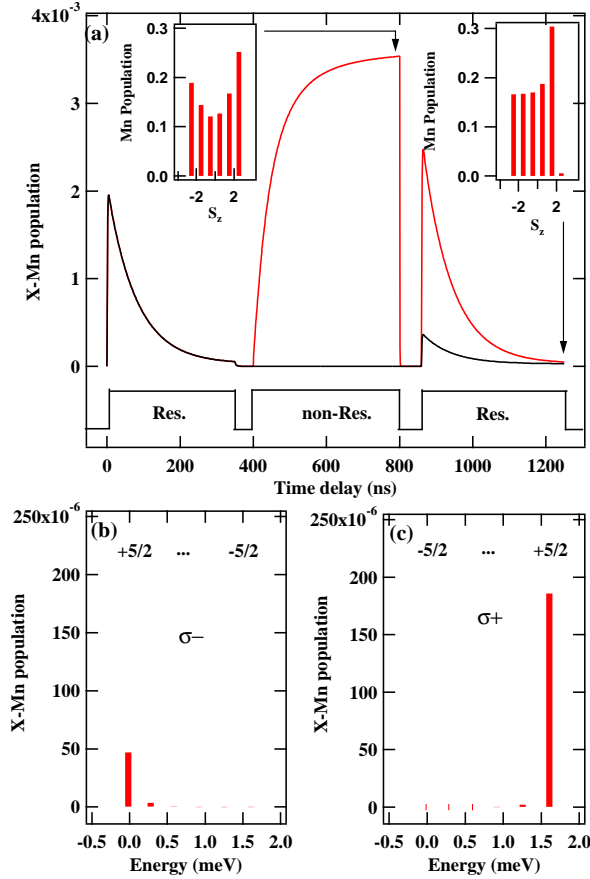 4x10⁻³
(a)
3
2
1
0
X-Mn population
0.3
0.2
0.1
0.0
Mn Population
-2 0 2
S_z
0.3
0.2
0.1
0.0
Mn Population
-2 0 2
S_z
Res. non-Res. Res.
0 200 400 600 800 1000 1200
Time delay (ns)
250x10⁻⁶
(b)
+5/2 ... -5/2
200
150
100
50
0
X-Mn population
σ−
-0.5 0.0 0.5 1.0 1.5 2.0
Energy (meV)
250x10⁻⁶
(c)
-5/2 ... +5/2
200
150
100
50
0
X-Mn population
σ+
-0.5 0.0 0.5 1.0 1.5 2.0
Energy (meV)